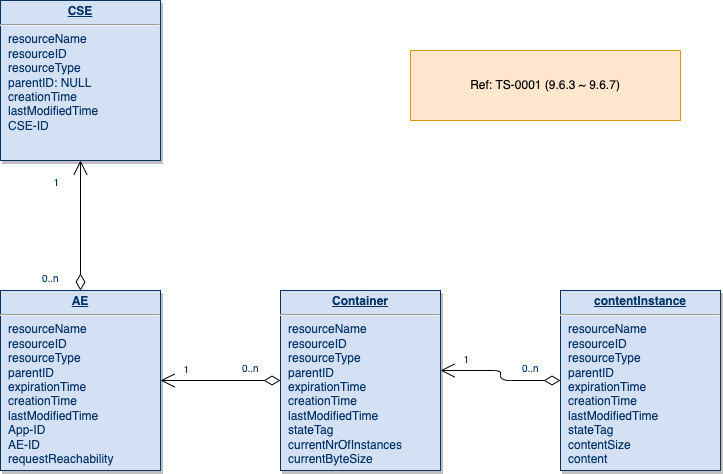 CSE
resourceName
resourceID
resourceType
parentID: NULL
creationTime
lastModifiedTime
CSE-ID
Ref: TS-0001 (9.6.3 ~ 9.6.7)
1
0..n
AE
resourceName
resourceID
resourceType
parentID
expirationTime
creationTime
lastModifiedTime
App-ID
AE-ID
requestReachability
1
0..n
Container
resourceName
resourceID
resourceType
parentID
expirationTime
creationTime
lastModifiedTime
stateTag
currentNrOfInstances
currentByteSize
1
0..n
contentInstance
resourceName
resourceID
resourceType
parentID
expirationTime
creationTime
lastModifiedTime
stateTag
contentSize
content